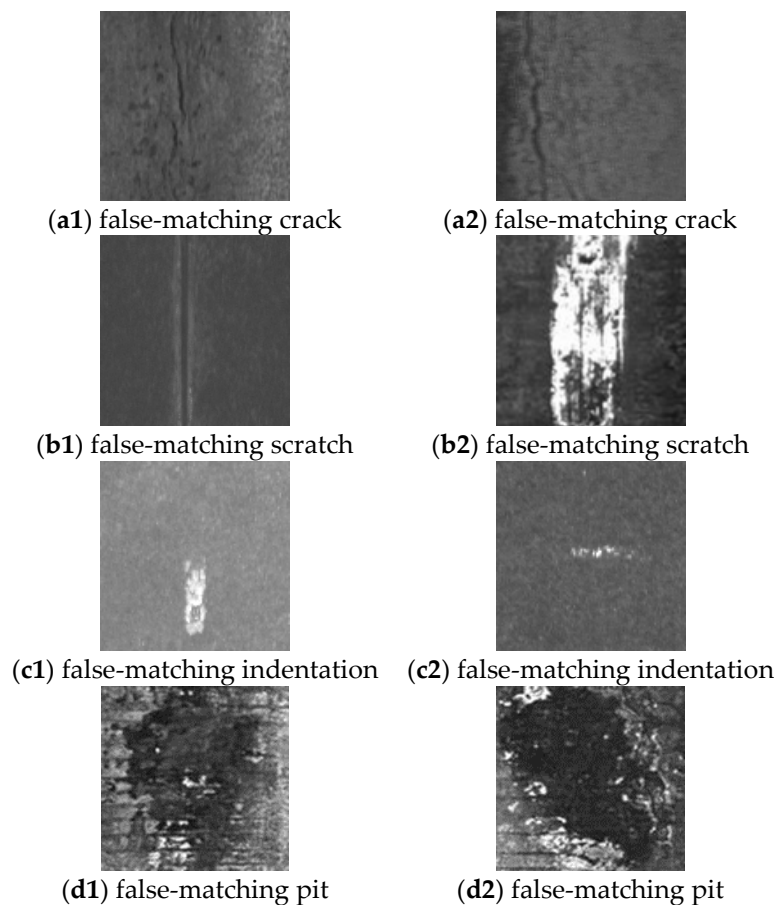 (a1) false-matching crack
(a2) false-matching crack
(b1) false-matching scratch
(b2) false-matching scratch
(c1) false-matching indentation
(c2) false-matching indentation
(d1) false-matching pit
(d2) false-matching pit